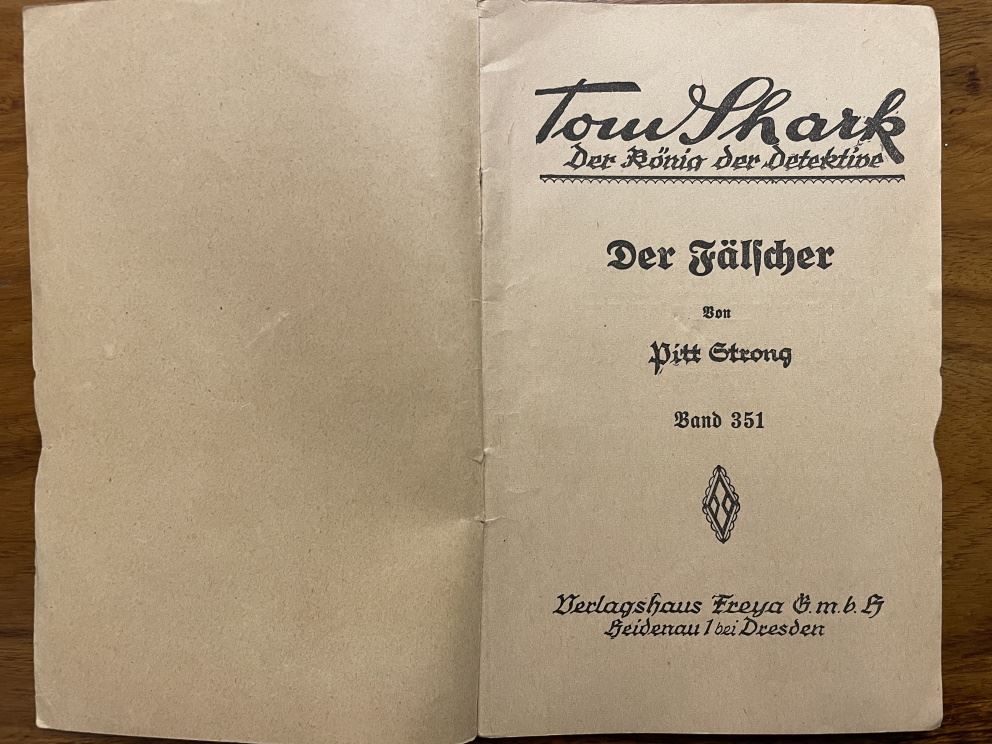 Tom Shark
Der König der Detektive
Der Fälscher
Von
Pitt Strong
Band 351
Verlagshaus Freya G.m.b.H
Heidenau 1 bei Dresden